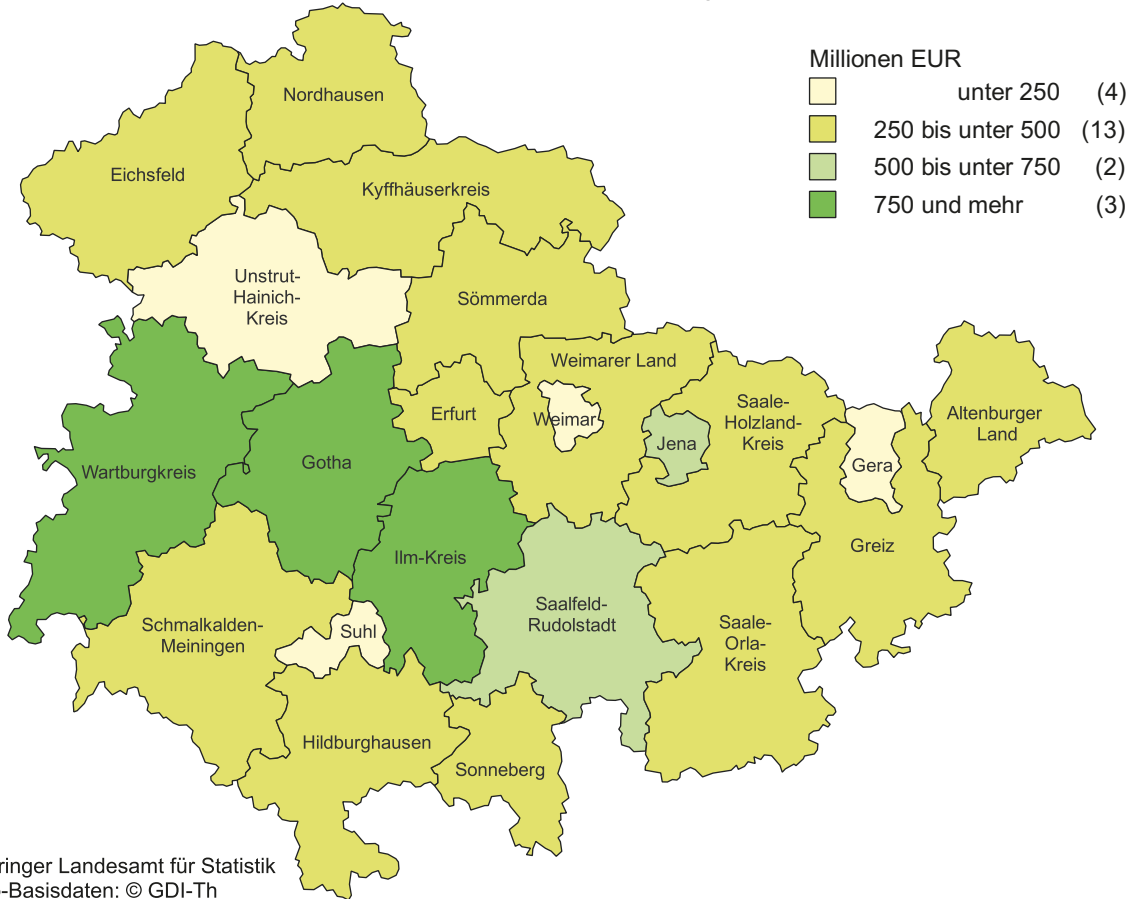 Millionen EUR
unter 250 (4)
250 bis unter 500 (13)
500 bis unter 750 (2)
750 und mehr (3)
Nordhausen
Eichsfeld
Kyffhäuserkreis
Unstrut-
Hainich-
Kreis
Sömmerda
Weimarer Land
Erfurt
Weimar
Saale-
Holzland-
Kreis
Jena
Altenburger
Land
Gera
Wartburgkreis
Gotha
Ilm-Kreis
Greiz
Schmalkalden-
Meiningen
Suhl
Saalfeld-
Rudolstadt
Saale-
Orla-
Kreis
Hildburghausen
Sonneberg
ringer Landesamt für Statistik
-Basisdaten: © GDI-Th